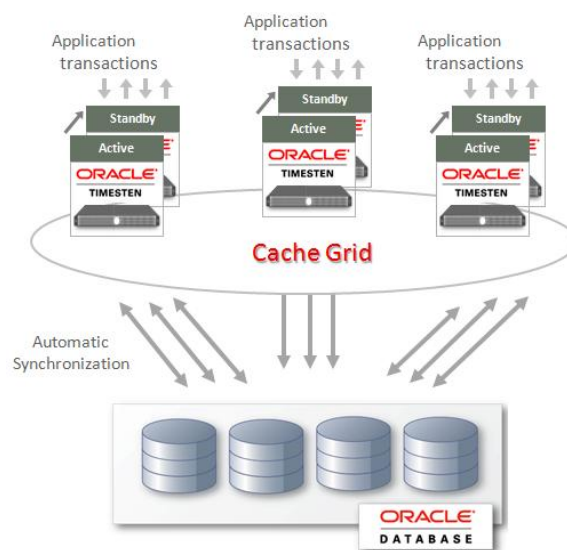 Application
transactions
Application
transactions
Application
transactions
Standby
Active
ORACLE®
TIMESTEN
Standby
Active
ORACLE®
TIMESTEN
Standby
Active
ORACLE®
TIMESTEN
Cache Grid
Automatic
Synchronization
ORACLE®
DATABASE